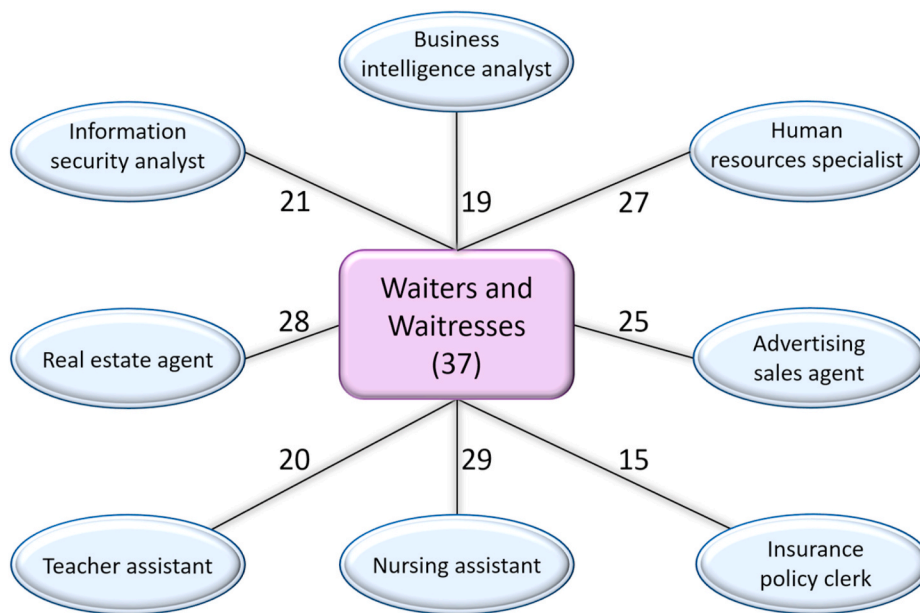 Business
intelligence analyst
Information
security analyst
Human
resources specialist
21
19
27
Waiters and
Waitresses
(37)
28
25
Real estate agent
Advertising
sales agent
20
29
15
Teacher assistant
Nursing assistant
Insurance
policy clerk